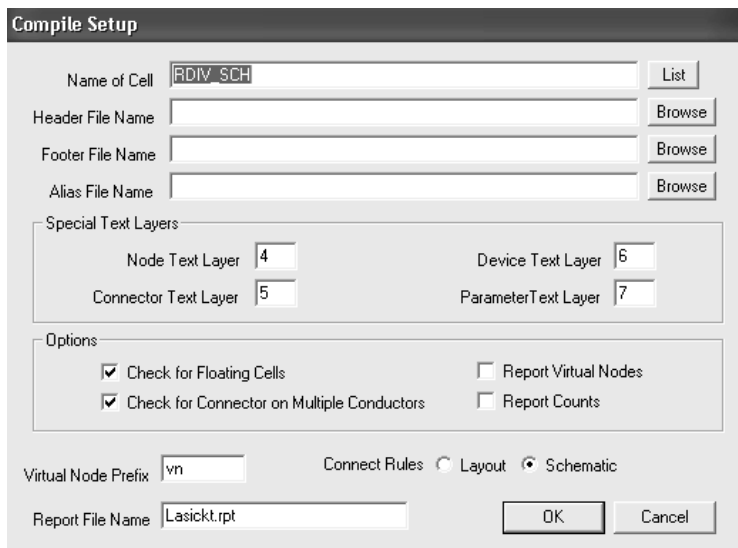 Compile Setup
Name of Cell RDIV_SCH List
Header File Name Browse
Footer File Name Browse
Alias File Name Browse
Special Text Layers
Node Text Layer 4 Device Text Layer 6
Connector Text Layer 5 ParameterText Layer 7
Options
Check for Floating Cells Report Virtual Nodes
Check for Connector on Multiple Conductors Report Counts
Virtual Node Prefix vn Connect Rules Layout Schematic
Report File Name Lasickt.rpt OK Cancel